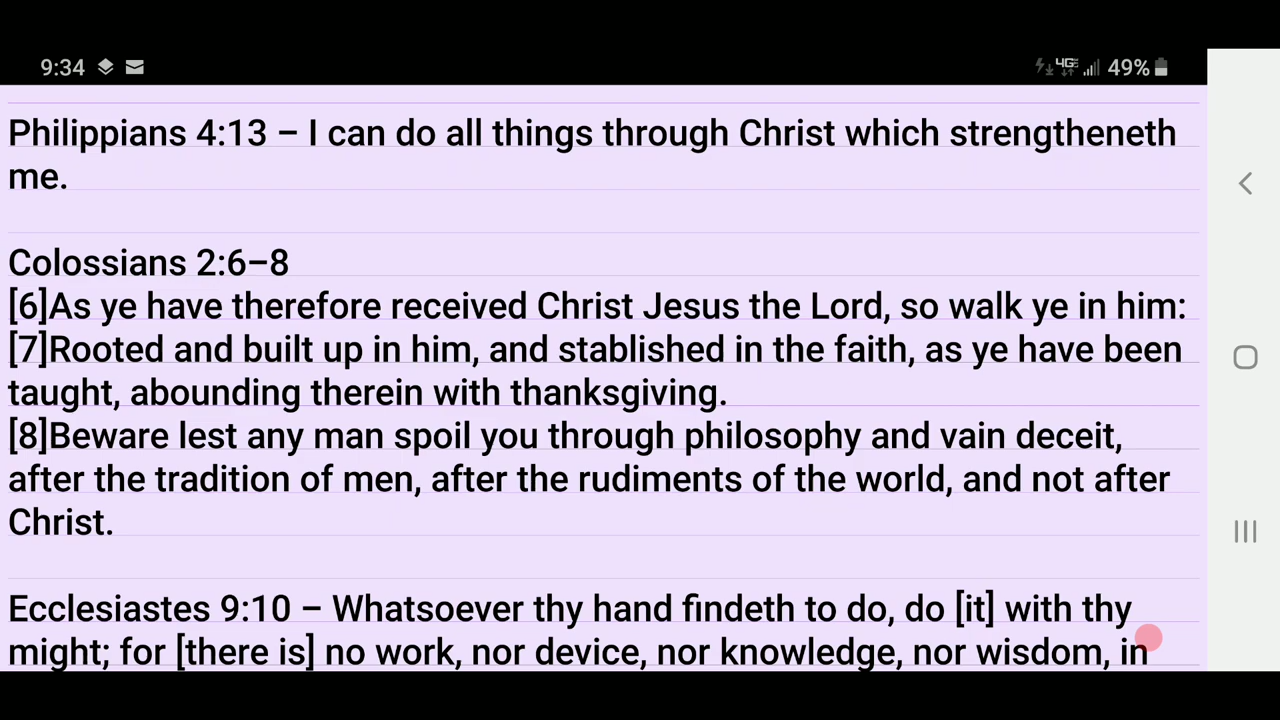 9:34
4G 49%
Philippians 4:13 – I can do all things through Christ which strengtheneth
me.
Colossians 2:6–8
[6]As ye have therefore received Christ Jesus the Lord, so walk ye in him:
[7]Rooted and built up in him, and stablished in the faith, as ye have been
taught, abounding therein with thanksgiving.
[8]Beware lest any man spoil you through philosophy and vain deceit,
after the tradition of men, after the rudiments of the world, and not after
Christ.
Ecclesiastes 9:10 – Whatsoever thy hand findeth to do, do [it] with thy
might; for [there is] no work, nor device, nor knowledge, nor wisdom, in